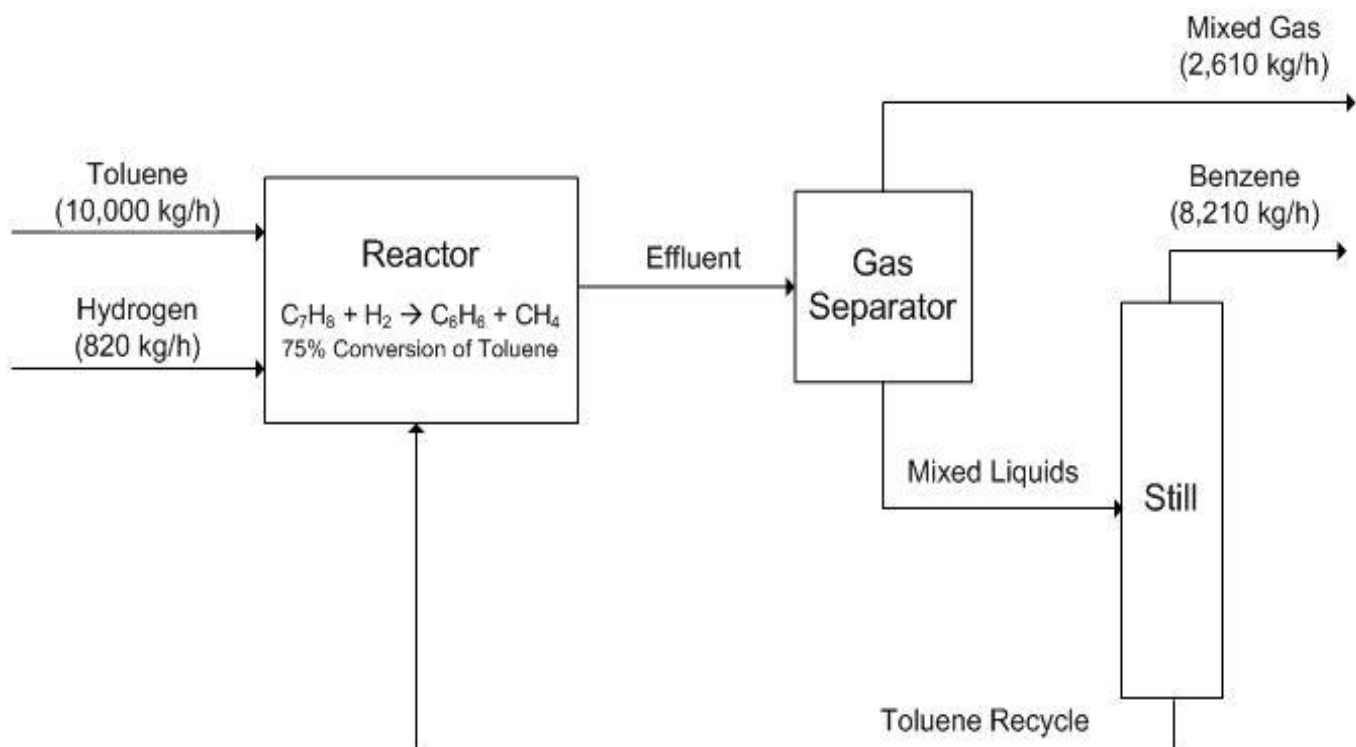 Mixed Gas
(2,610 kg/h)
Toluene
(10,000 kg/h)
Benzene
(8,210 kg/h)
Reactor
Effluent
Gas
Separator
Hydrogen
(820 kg/h)
C₇H₈ + H₂ → C₆H₆ + CH₄
75% Conversion of Toluene
Mixed Liquids
Still
Toluene Recycle